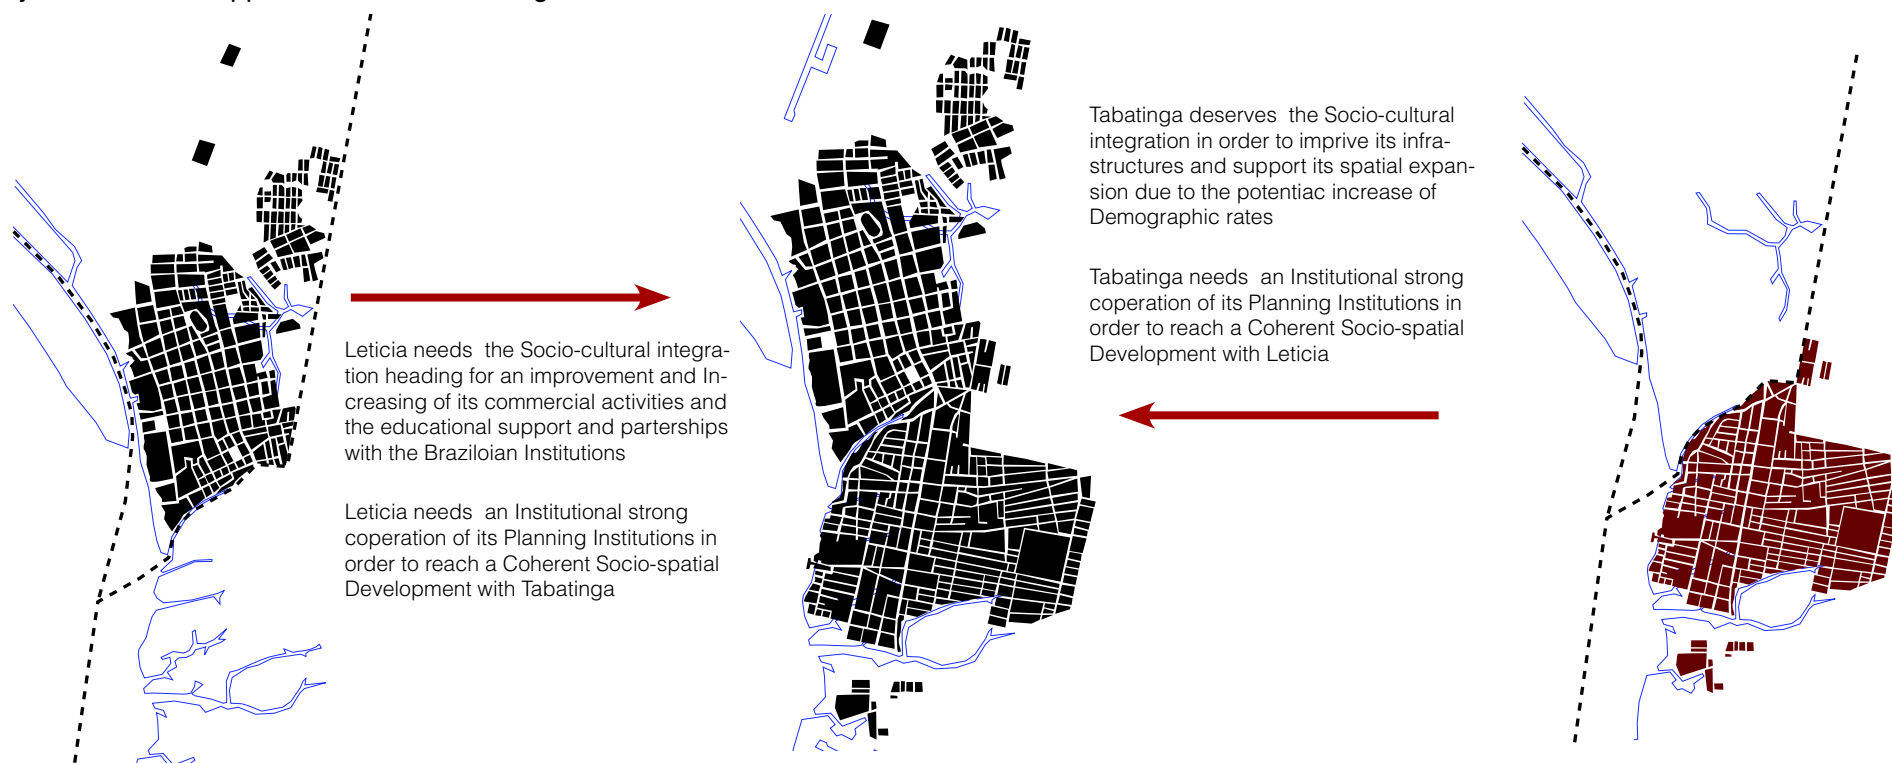 Leticia needs  the Socio-cultural integra-
tion heading for an improvement and In-
creasing of its commercial activities and
the educational support and parterships
with the Braziloian Institutions
Leticia needs  an Institutional strong
coperation of its Planning Institutions in
order to reach a Coherent Socio-spatial
Development with Tabatinga
Tabatinga deserves  the Socio-cultural
integration in order to imprive its infra-
structures and support its spatial expan-
sion due to the potentiac increase of
Demographic rates
Tabatinga needs  an Institutional strong
coperation of its Planning Institutions in
order to reach a Coherent Socio-spatial
Development with Leticia